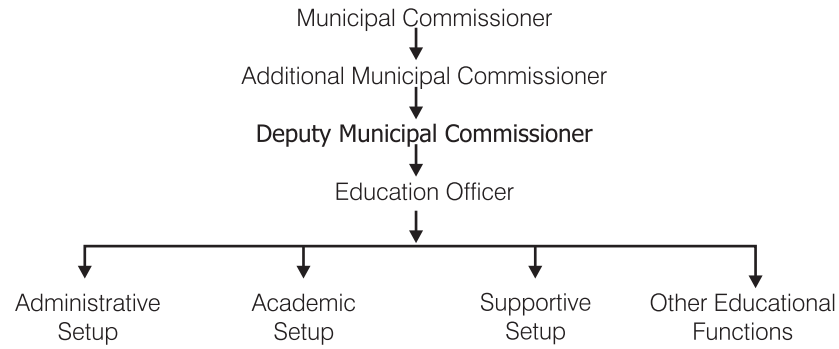 Municipal Commissioner
Additional Municipal Commissioner
Deputy Municipal Commissioner
Education Officer
Administrative
Setup
Academic
Setup
Supportive
Setup
Other Educational
Functions